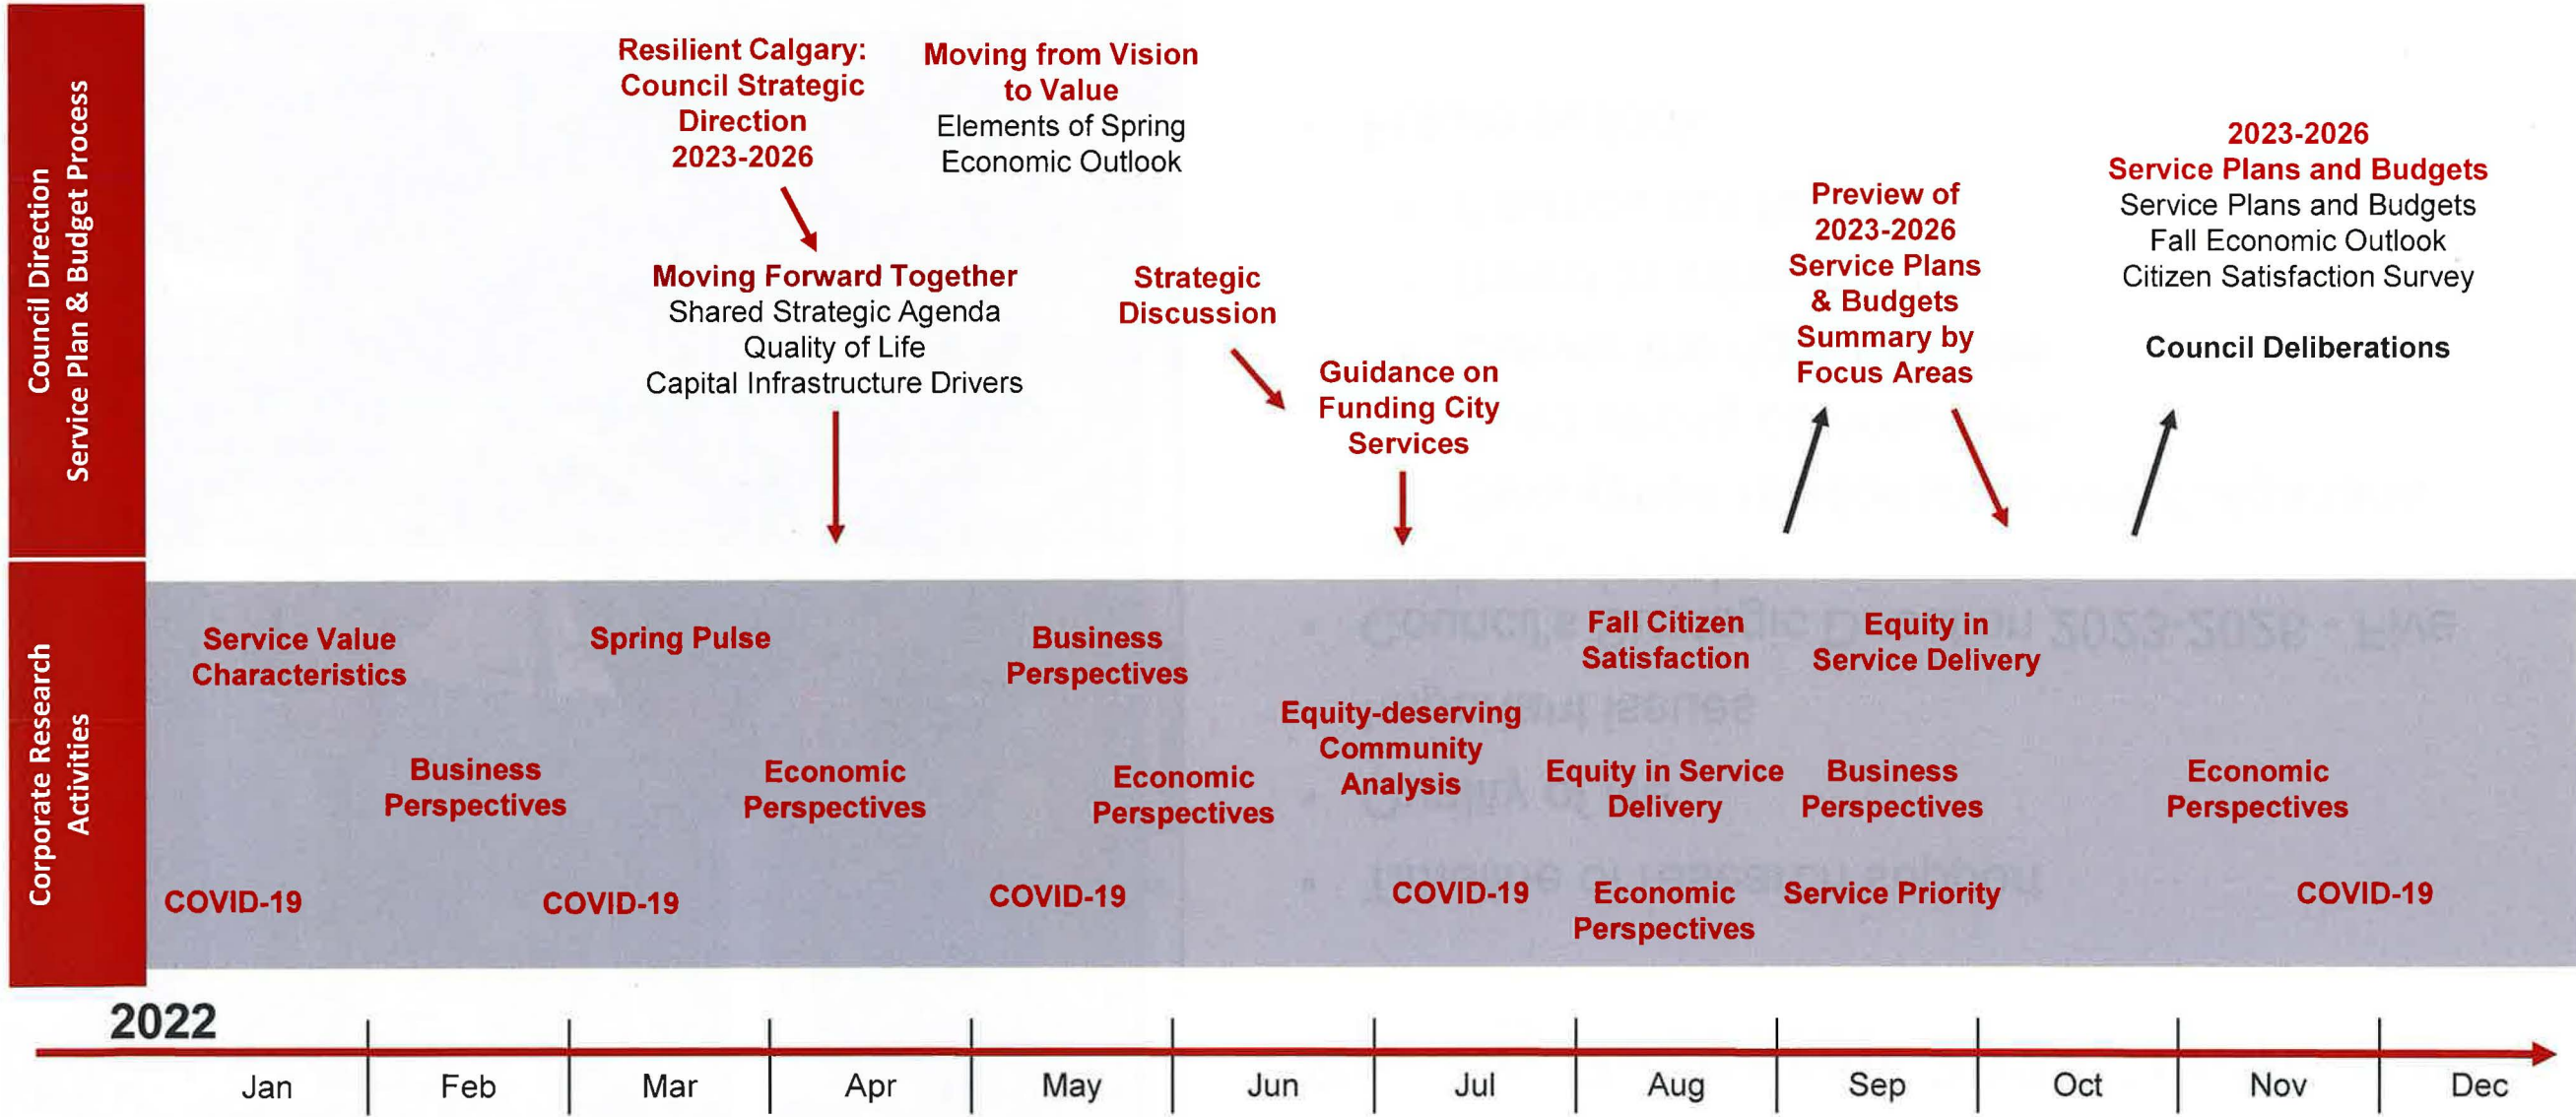 Council Direction
Service Plan & Budget Process
Resilient Calgary:
Council Strategic
Direction
2023-2026
Moving from Vision
to Value
Elements of Spring
Economic Outlook
Moving Forward Together
Shared Strategic Agenda
Quality of Life
Capital Infrastructure Drivers
Strategic
Discussion
Guidance on
Funding City
Services
Preview of
2023-2026
Service Plans
& Budgets
Summary by
Focus Areas
2023-2026
Service Plans and Budgets
Service Plans and Budgets
Fall Economic Outlook
Citizen Satisfaction Survey
Council Deliberations
Corporate Research
Activities
Service Value
Characteristics
Spring Pulse
Business
Perspectives
Fall Citizen
Satisfaction
Equity in
Service Delivery
Equity-deserving
Community
Analysis
Business
Perspectives
Economic
Perspectives
Economic
Perspectives
Equity in Service
Delivery
Business
Perspectives
Economic
Perspectives
COVID-19
COVID-19
COVID-19
COVID-19
Economic
Perspectives
Service Priority
COVID-19
2022
Jan
Feb
Mar
Apr
May
Jun
Jul
Aug
Sep
Oct
Nov
Dec